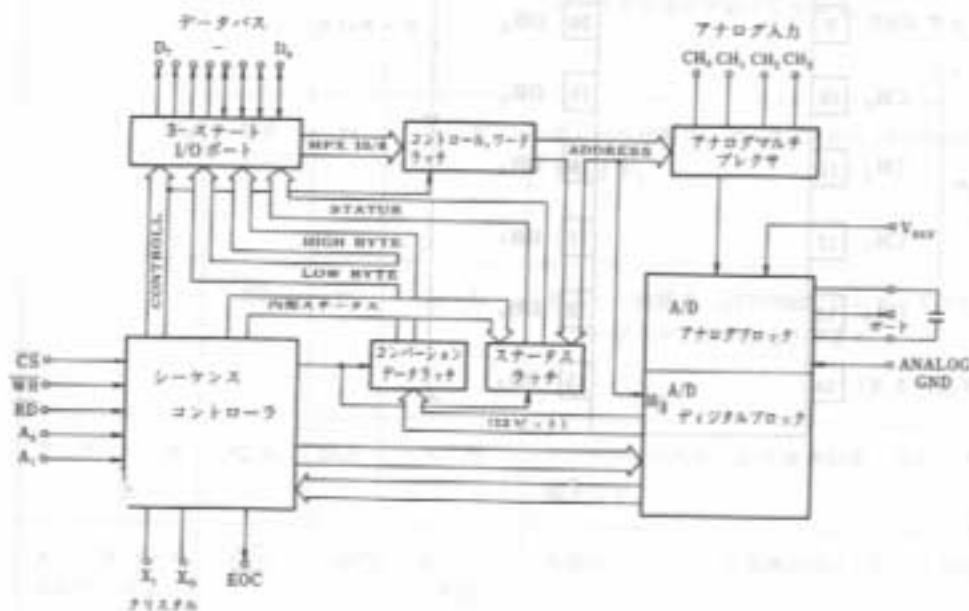 データバス
D₇ － D₀
アナログ入力
CH₀ CH₁ CH₂ CH₃
3-ステート
I/Oポート
MPX
コントロール,ワード
ラッチ
ADDRESS
アナログマルチ
プレクサ
STATUS
HIGH BYTE
LOW BYTE
CONTROLL
内部ステータス
V_REF
A/D
アナログブロック
ガード
ANALOG
GND
A/D
ディジタルブロック
コンバーション
データラッチ
ステータス
ラッチ
(12ビット)
シーケンス
コントローラ
CS
WR
RD
A₀
A₁
X₁ X₀ EOC
クリスタル